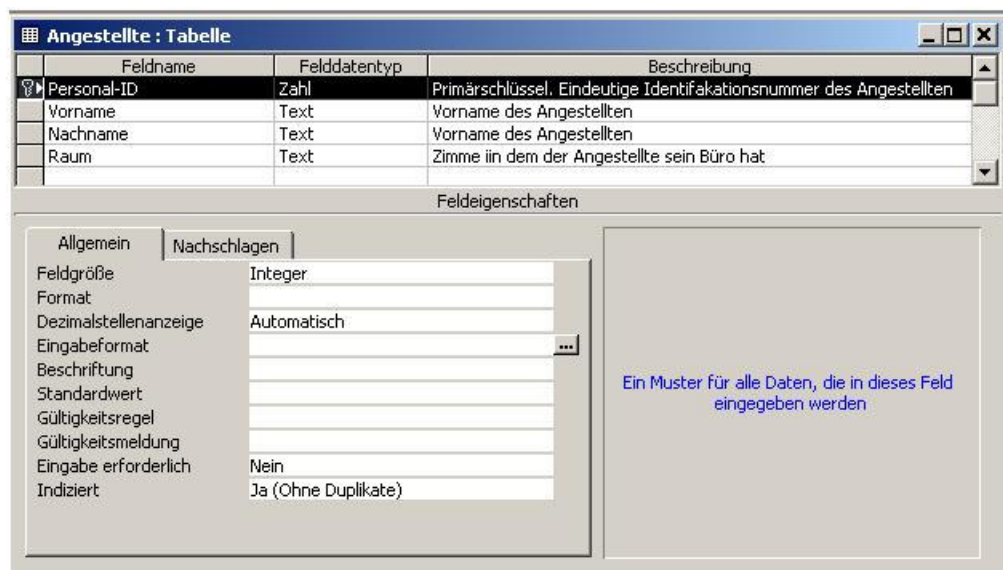 Angestellte : Tabelle
Feldname Felddatentyp Beschreibung
Personal-ID Zahl Primärschlüssel. Eindeutige Identifakationsnummer des Angestellten
Vorname Text Vorname des Angestellten
Nachname Text Vorname des Angestellten
Raum Text Zimme iin dem der Angestellte sein Büro hat
Feldeigenschaften
Allgemein Nachschlagen
Feldgröße Integer
Format
Dezimalstellenanzeige Automatisch
Eingabeformat ...
Beschriftung
Standardwert
Gültigkeitsregel
Gültigkeitsmeldung
Eingabe erforderlich Nein
Indiziert Ja (Ohne Duplikate)
Ein Muster für alle Daten, die in dieses Feld
eingegeben werden